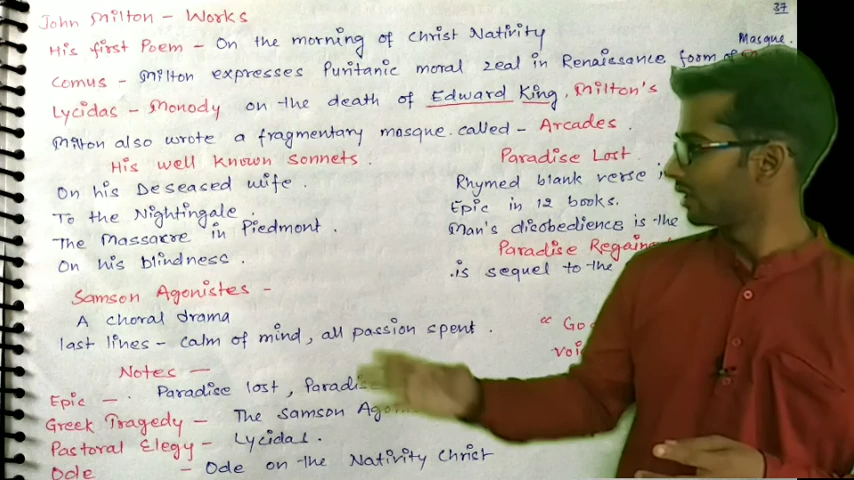 37
John Milton - Works
His first Poem - On the morning of Christ Nativity
Masque.
Comus - Milton expresses Puritanic moral zeal in Renaissance form of
Lycidas - Monody on the death of Edward King. Milton's
Milton also wrote a fragmentary masque called - Arcades.
His well known sonnets.
On his Deseased wife.
To the Nightingale.
The Massacre in Piedmont.
On his blindness.
Paradise Lost.
Rhymed blank verse;
Epic in 12 books.
Man's disobedience is the
Paradise Regained
is sequel to the
Samson Agonistes -
A choral drama
last lines - calm of mind, all passion spent.
" Go
voi
Notes -
Epic - . Paradise lost, Paradis
Greek Tragedy - The Samson Ago
Pastoral Elegy - Lycidas.
Ode - Ode on the Nativity Christ